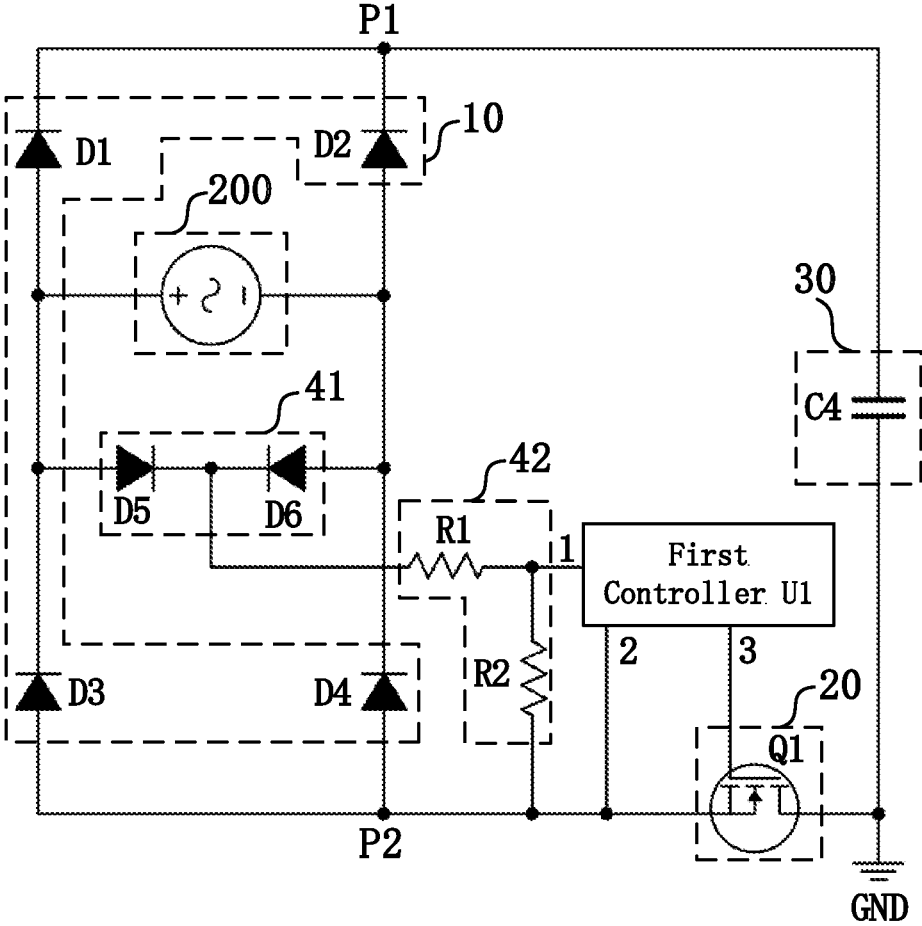 P1
10
D1
D2
200
+ -
30
41
C4
D5
D6
42
R1
1
First
Controller U1
2
3
R2
D3
D4
20
Q1
P2
GND